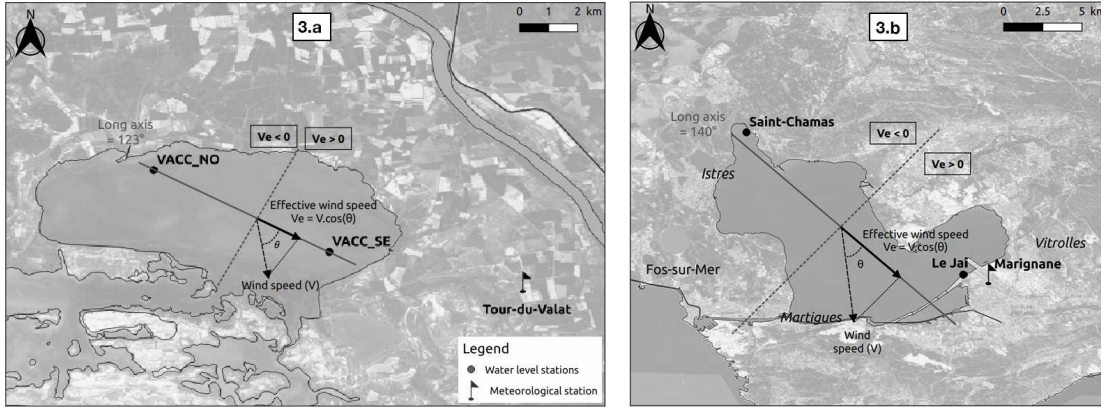 N
3.a
0 1 2 km
Long axis
= 123°
Ve < 0
Ve > 0
VACC_NO
Effective wind speed
Ve = V.cos(θ)
θ
VACC_SE
Wind speed (V)
Tour-du-Valat
Legend
Water level stations
Meteorological station
N
3.b
0 2.5 5 km
Long axis
= 140°
Saint-Chamas
Ve < 0
Ve > 0
Istres
Effective wind speed
Ve = V.cos(θ)
θ
Vitrolles
Le Jai
Marignane
Fos-sur-Mer
Martigues
Wind
speed (V)